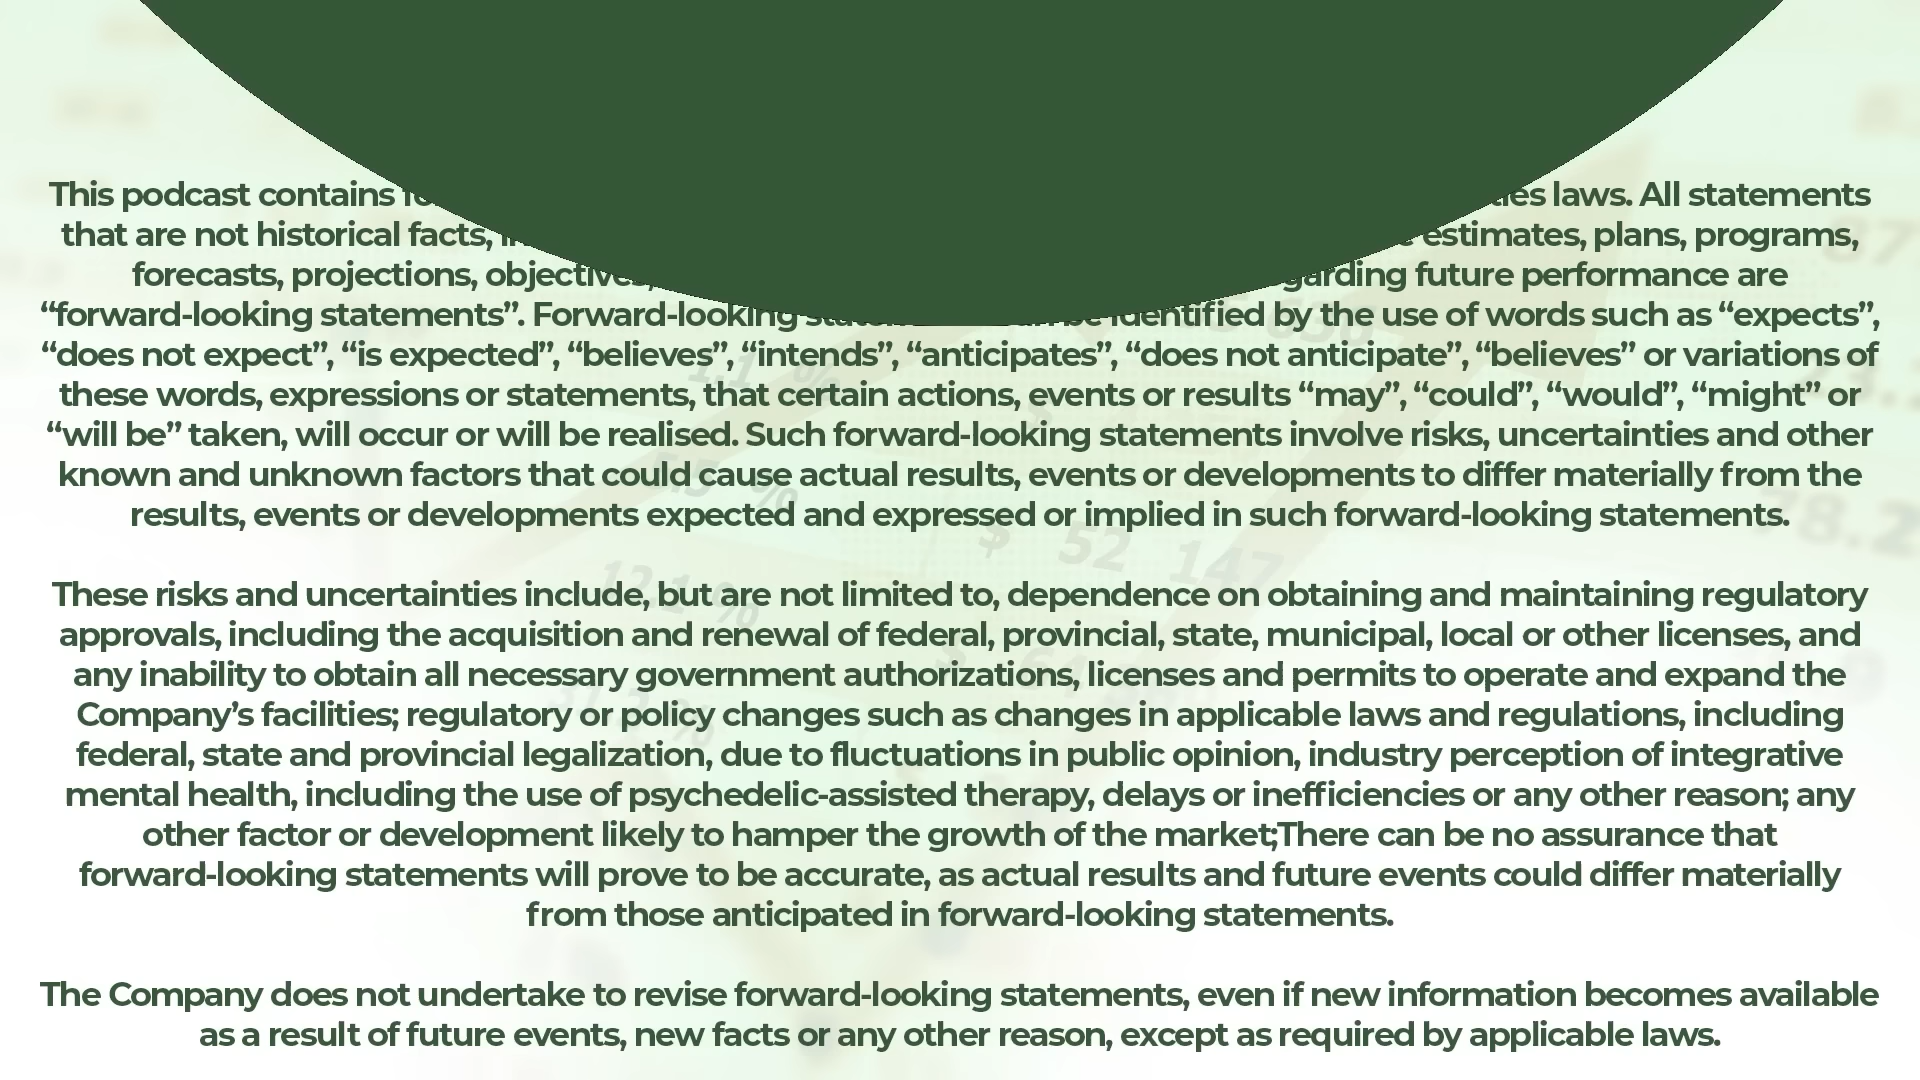 This podcast contains laws. All statements
that are not historical facts, estimates, plans, programs,
forecasts, projections, future performance are
“forward-looking statements”. Forward-looking identified by the use of words such as “expects”,
“does not expect”, “is expected”, “believes”, “intends”, “anticipates”, “does not anticipate”, “believes” or variations of
these words, expressions or statements, that certain actions, events or results “may”, “could”, “would”, “might” or
“will be” taken, will occur or will be realised. Such forward-looking statements involve risks, uncertainties and other
known and unknown factors that could cause actual results, events or developments to differ materially from the
results, events or developments expected and expressed or implied in such forward-looking statements.
These risks and uncertainties include, but are not limited to, dependence on obtaining and maintaining regulatory
approvals, including the acquisition and renewal of federal, provincial, state, municipal, local or other licenses, and
any inability to obtain all necessary government authorizations, licenses and permits to operate and expand the
Company’s facilities; regulatory or policy changes such as changes in applicable laws and regulations, including
federal, state and provincial legalization, due to fluctuations in public opinion, industry perception of integrative
mental health, including the use of psychedelic-assisted therapy, delays or inefficiencies or any other reason; any
other factor or development likely to hamper the growth of the market;There can be no assurance that
forward-looking statements will prove to be accurate, as actual results and future events could differ materially
from those anticipated in forward-looking statements.
The Company does not undertake to revise forward-looking statements, even if new information becomes available
as a result of future events, new facts or any other reason, except as required by applicable laws.